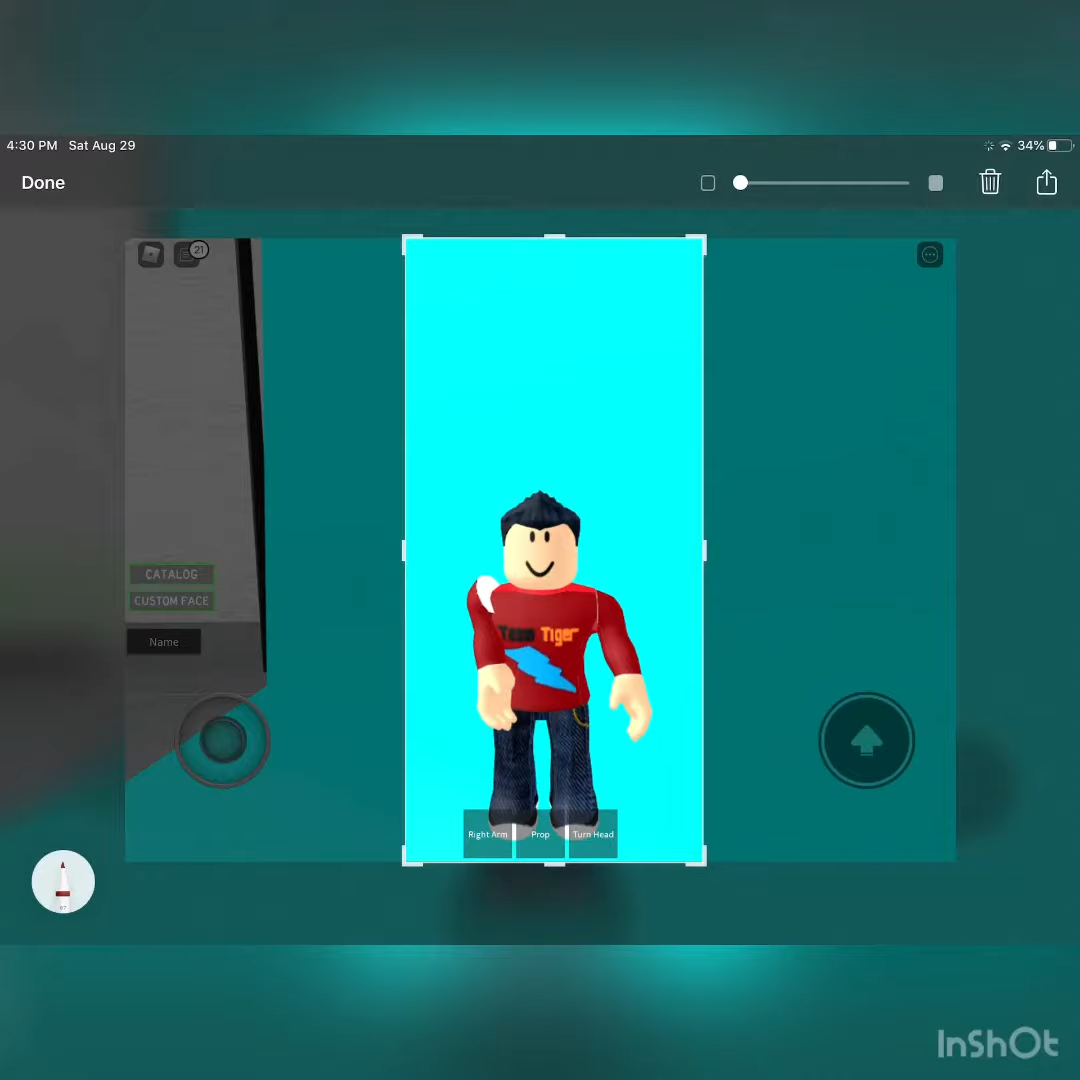 4:30 PM Sat Aug 29
34%
Done
21
CATALOG
CUSTOM FACE
Name
Team Tiger
Right Arm
Prop
Turn Head
InShOt